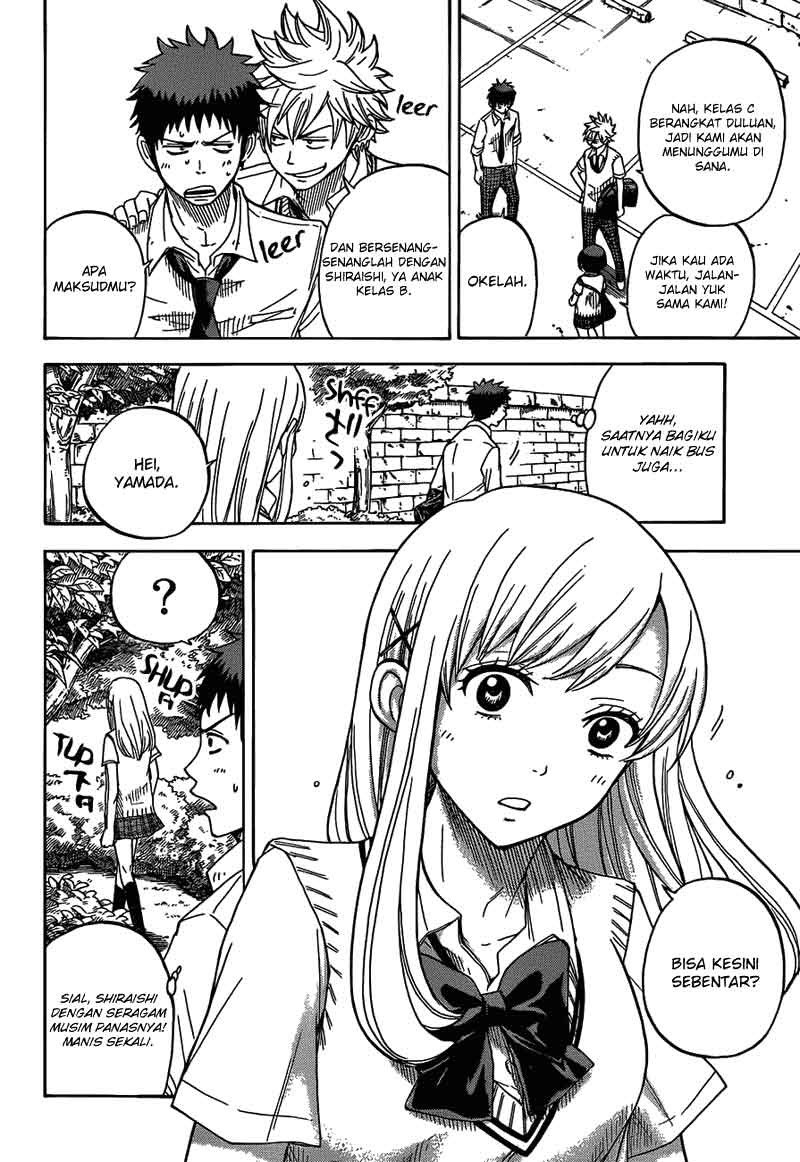 NAH, KELAS C
BERANGKAT DULUAN,
JADI KAMI AKAN
MENUNGGUMU DI
SANA.
JIKA KAU ADA
WAKTU, JALAN-
JALAN YUK
SAMA KAMI!
OKELAH.
leer
DAN BERSENANG-
SENANGLAH DENGAN
SHIRAISHI, YA ANAK
KELAS B.
leer
APA
MAKSUDMU?
YAHH,
SAATNYA BAGIKU
UNTUK NAIK BUS
JUGA...
Shff
HEI,
YAMADA.
BISA KESINI
SEBENTAR?
?
SHUP
TUP
SIAL, SHIRAISHI
DENGAN SERAGAM
MUSIM PANASNYA!
MANIS SEKALI.